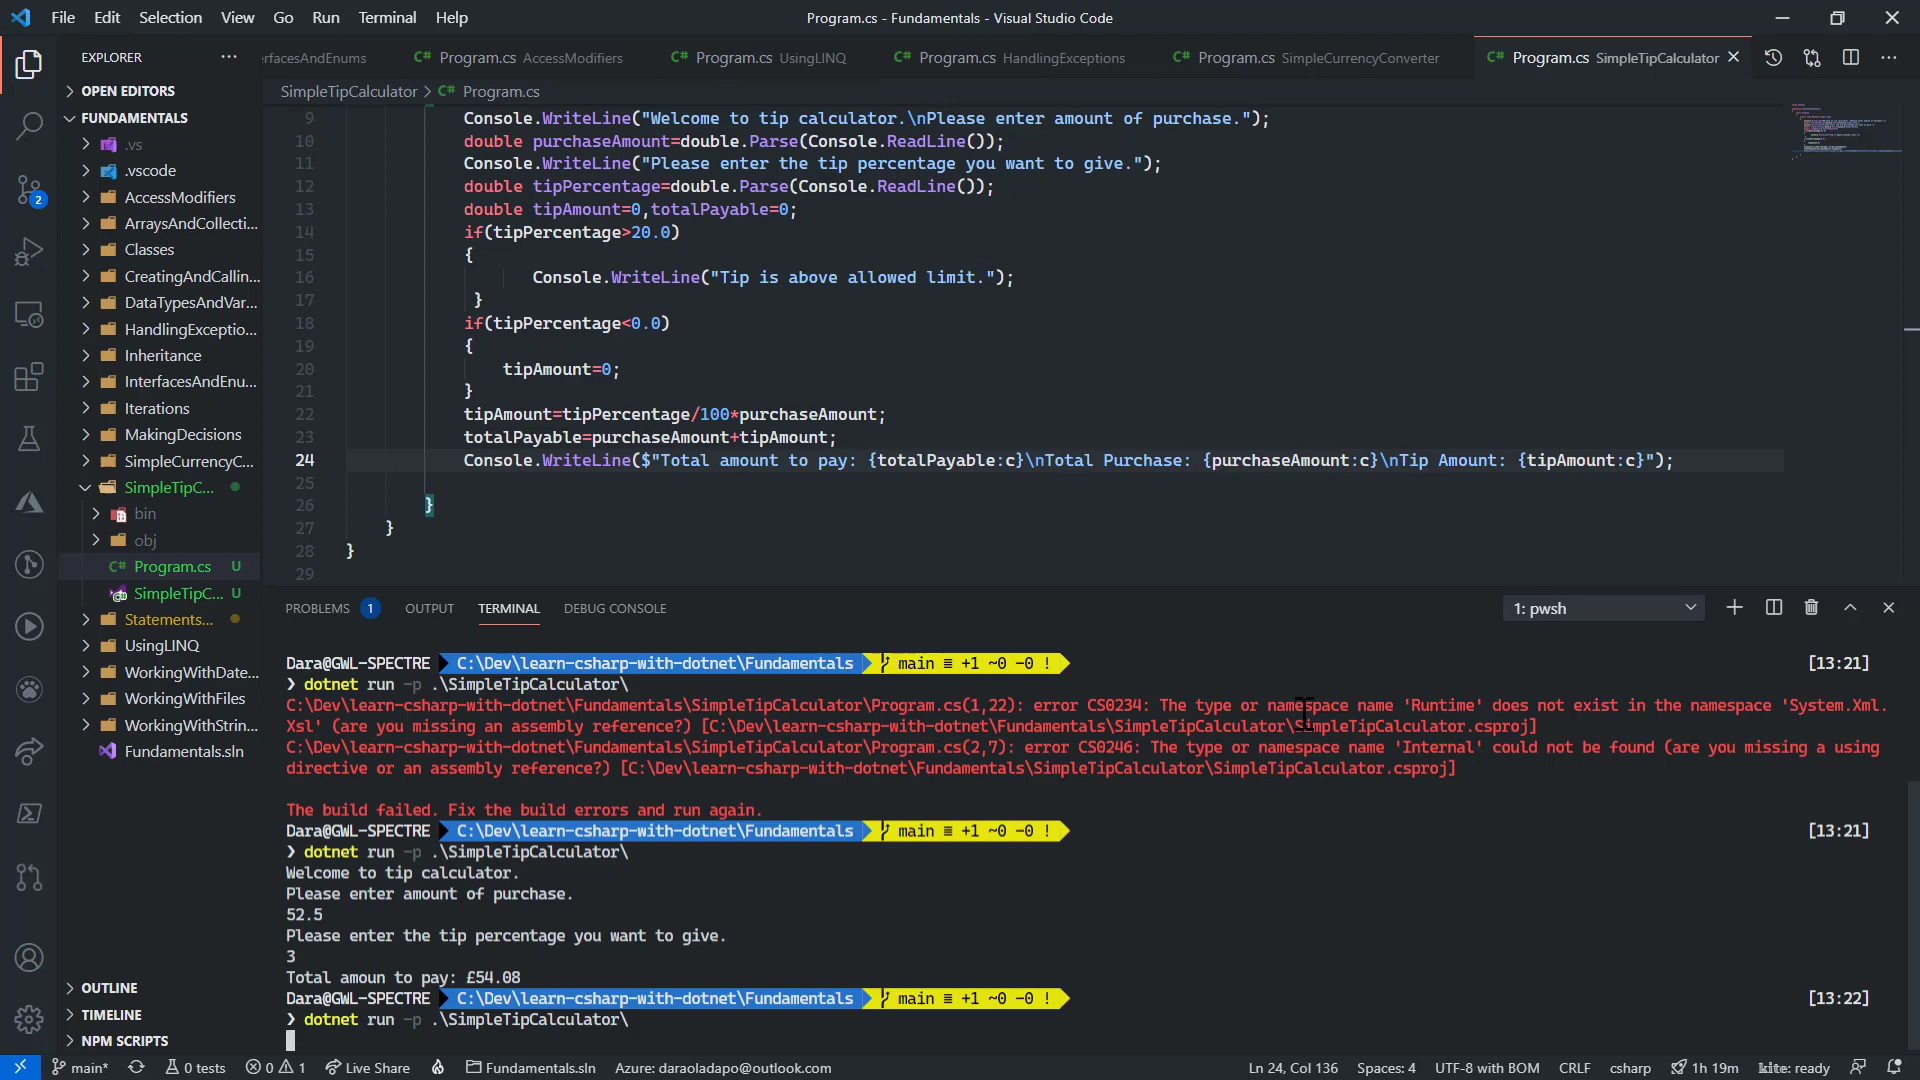 File Edit Selection View Go Run Terminal Help
Program.cs - Fundamentals - Visual Studio Code
EXPLORER
erfacesAndEnums
C# Program.cs AccessModifiers
C# Program.cs UsingLINQ
C# Program.cs HandlingExceptions
C# Program.cs SimpleCurrencyConverter
C# Program.cs SimpleTipCalculator
SimpleTipCalculator > C# Program.cs
OPEN EDITORS
FUNDAMENTALS
.vs
.vscode
AccessModifiers
ArraysAndCollecti...
Classes
CreatingAndCallin...
DataTypesAndVar...
HandlingExceptio...
Inheritance
InterfacesAndEnu...
Iterations
MakingDecisions
SimpleCurrencyC...
SimpleTipC...
bin
obj
C# Program.cs U
SimpleTipC... U
Statements...
UsingLINQ
WorkingWithDate...
WorkingWithFiles
WorkingWithStrin...
Fundamentals.sln
OUTLINE
TIMELINE
NPM SCRIPTS
2
9 Console.WriteLine("Welcome to tip calculator.\nPlease enter amount of purchase.");
10 double purchaseAmount=double.Parse(Console.ReadLine());
11 Console.WriteLine("Please enter the tip percentage you want to give.");
12 double tipPercentage=double.Parse(Console.ReadLine());
13 double tipAmount=0,totalPayable=0;
14 if(tipPercentage>20.0)
15 {
16 Console.WriteLine("Tip is above allowed limit.");
17 }
18 if(tipPercentage<0.0)
19 {
20 tipAmount=0;
21 }
22 tipAmount=tipPercentage/100*purchaseAmount;
23 totalPayable=purchaseAmount+tipAmount;
24 Console.WriteLine($"Total amount to pay: {totalPayable:c}\nTotal Purchase: {purchaseAmount:c}\nTip Amount: {tipAmount:c}");
25
26 }
27 }
28 }
29
PROBLEMS 1 OUTPUT TERMINAL DEBUG CONSOLE
1: pwsh
Dara@GWL-SPECTRE C:\Dev\learn-csharp-with-dotnet\Fundamentals main ≡ +1 ~0 -0 ! [13:21]
❯ dotnet run -p .\SimpleTipCalculator\
C:\Dev\learn-csharp-with-dotnet\Fundamentals\SimpleTipCalculator\Program.cs(1,22): error CS0234: The type or namespace name 'Runtime' does not exist in the namespace 'System.Xml.
Xsl' (are you missing an assembly reference?) [C:\Dev\learn-csharp-with-dotnet\Fundamentals\SimpleTipCalculator\SimpleTipCalculator.csproj]
C:\Dev\learn-csharp-with-dotnet\Fundamentals\SimpleTipCalculator\Program.cs(2,7): error CS0246: The type or namespace name 'Internal' could not be found (are you missing a using
directive or an assembly reference?) [C:\Dev\learn-csharp-with-dotnet\Fundamentals\SimpleTipCalculator\SimpleTipCalculator.csproj]
The build failed. Fix the build errors and run again.
Dara@GWL-SPECTRE C:\Dev\learn-csharp-with-dotnet\Fundamentals main ≡ +1 ~0 -0 ! [13:21]
❯ dotnet run -p .\SimpleTipCalculator\
Welcome to tip calculator.
Please enter amount of purchase.
52.5
Please enter the tip percentage you want to give.
3
Total amoun to pay: £54.08
Dara@GWL-SPECTRE C:\Dev\learn-csharp-with-dotnet\Fundamentals main ≡ +1 ~0 -0 ! [13:22]
❯ dotnet run -p .\SimpleTipCalculator\
main* 0 tests 0 1 Live Share Fundamentals.sln Azure: daraoladapo@outlook.com
Ln 24, Col 136 Spaces: 4 UTF-8 with BOM CRLF csharp 1h 19m kite: ready